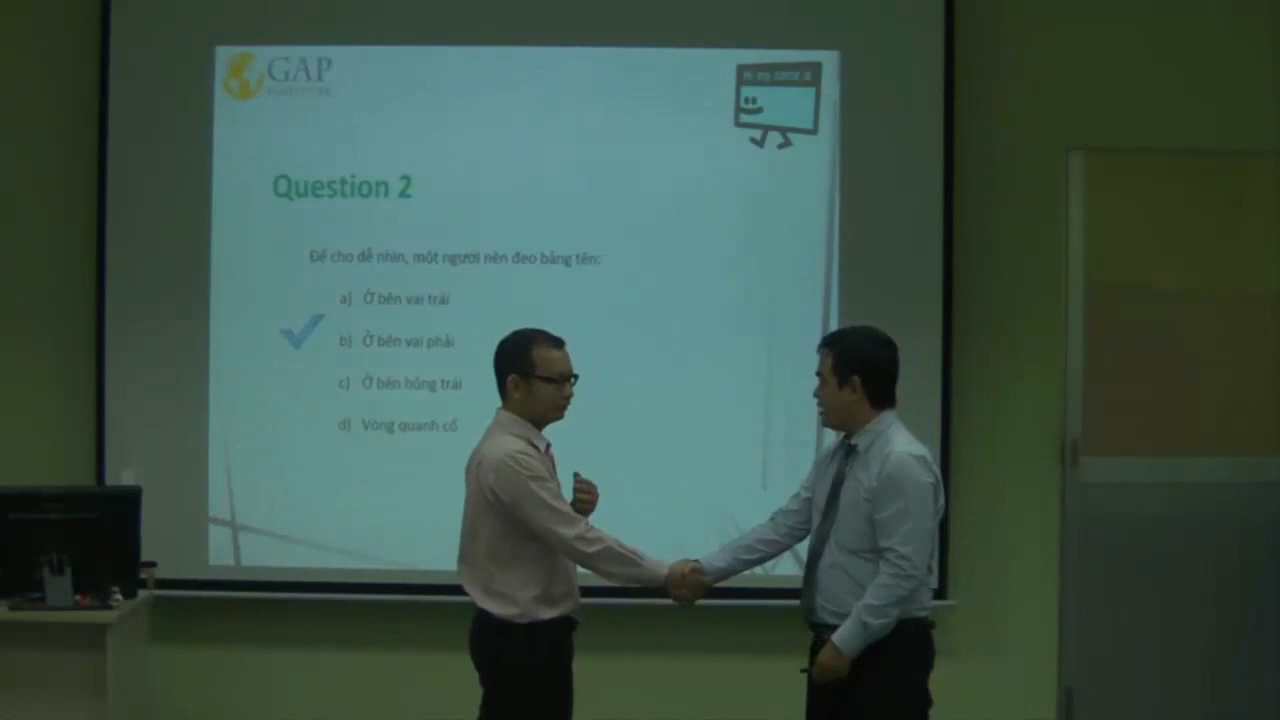 GAP
Hi my name is
Question 2
Để cho dễ nhìn, một người nên đeo bảng tên:
a) Ở bên vai trái
b) Ở bên vai phải
c) Ở bên hông trái
d) Vòng quanh cổ